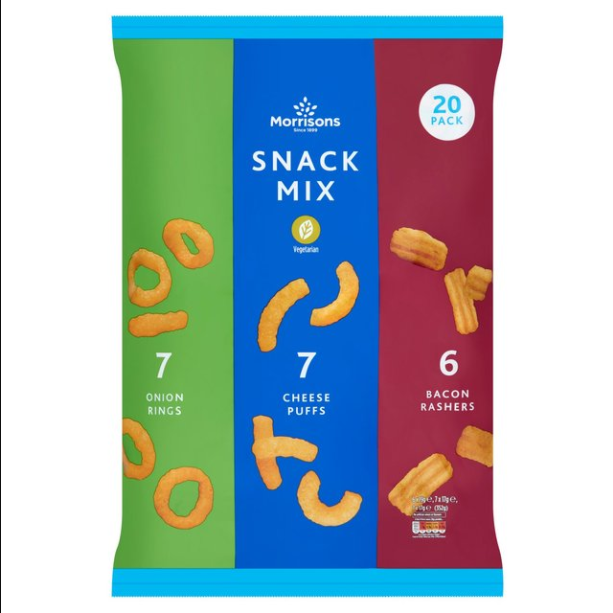 Morrisons
Since 1899
20
PACK
SNACK
MIX
Vegetarian
7
ONION
RINGS
7
CHEESE
PUFFS
6
BACON
RASHERS